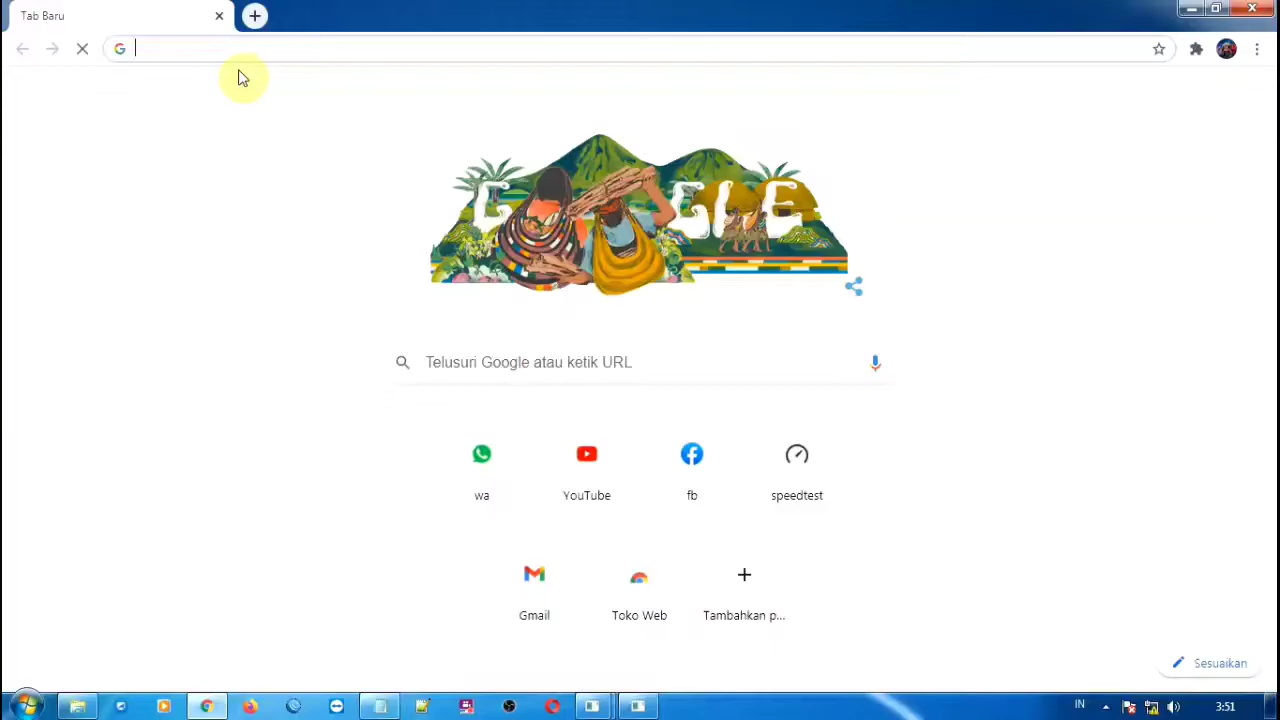 Tab Baru
GOOGLE
Telusuri Google atau ketik URL
wa
YouTube
fb
speedtest
Gmail
Toko Web
Tambahkan p...
Sesuaikan
IN
3:51